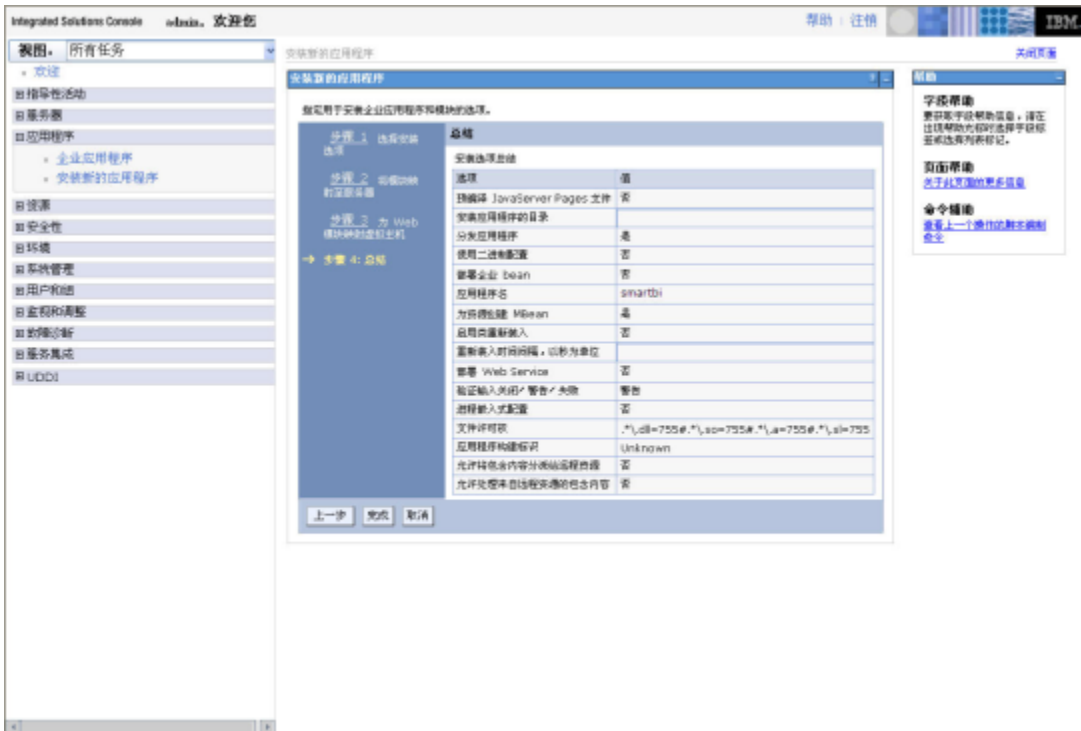 Integrated Solutions Console admin，欢迎您
帮助 | 注销
IBM.
视图： 所有任务
欢迎
指导性活动
服务器
应用程序
企业应用程序
安装新的应用程序
资源
安全性
环境
系统管理
用户和组
监视和调整
故障诊断
服务集成
UDDI
安装新的应用程序
关闭页面
安装新的应用程序
? -
指定用于安装企业应用程序和模块的选项。
步骤 1 选择安装
选项
步骤 2 将模块映
射至服务器
步骤 3 为 Web
模块映射虚拟主机
→ 步骤 4: 总结
总结
安装选项总结
选项 值
预编译 JavaServer Pages 文件 否
安装应用程序的目录
分发应用程序 是
使用二进制配置 否
部署企业 bean 否
应用程序名 smartbi
为资源创建 MBean 是
启用类重新装入 否
重新装入时间间隔，以秒为单位
部署 Web Service 否
验证输入关闭/警告/失败 警告
进程嵌入式配置 否
文件许可权 .*\.dll=755#.*\.so=755#.*\.a=755#.*\.sl=755
应用程序构建标识 Unknown
允许将包含内容分派给远程资源 否
允许处理来自远程资源的包含内容 否
上一步 完成 取消
帮助 -
字段帮助
要获取字段帮助信息，请在
出现帮助光标时选择字段标
签或选择列表标记。
页面帮助
关于此页面的更多信息
命令辅助
查看上一个操作的脚本编制
命令